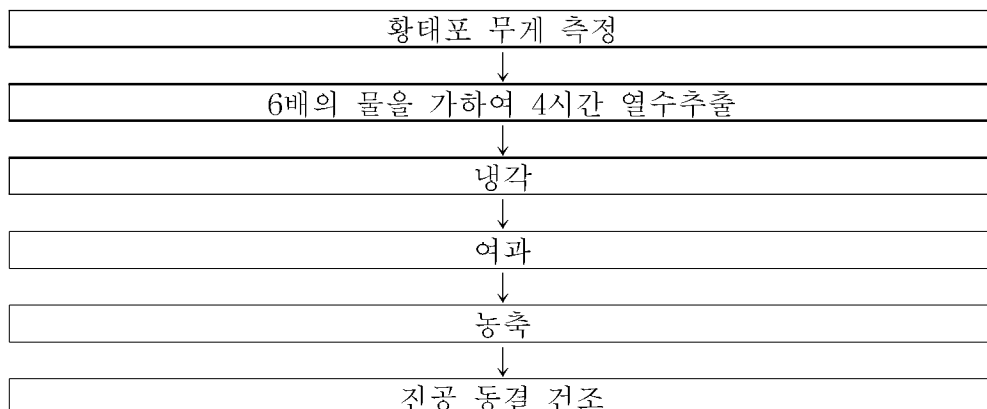 황태포 무게 측정
↓
6배의 물을 가하여 4시간 열수추출
↓
냉각
↓
여과
↓
농축
↓
진공 동결 건조